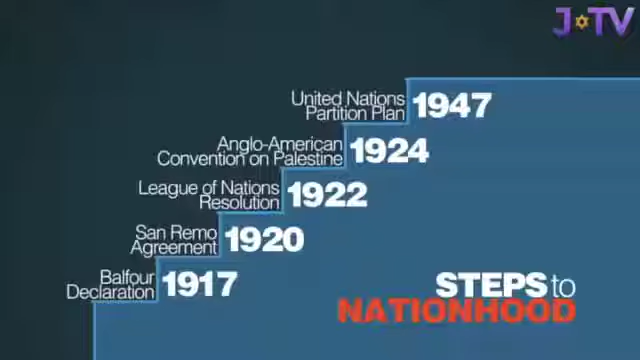 J✡TV
United Nations
Partition Plan 1947
Anglo-American
Convention on Palestine 1924
League of Nations
Resolution 1922
San Remo
Agreement 1920
Balfour
Declaration 1917
STEPS to
NATIONHOOD